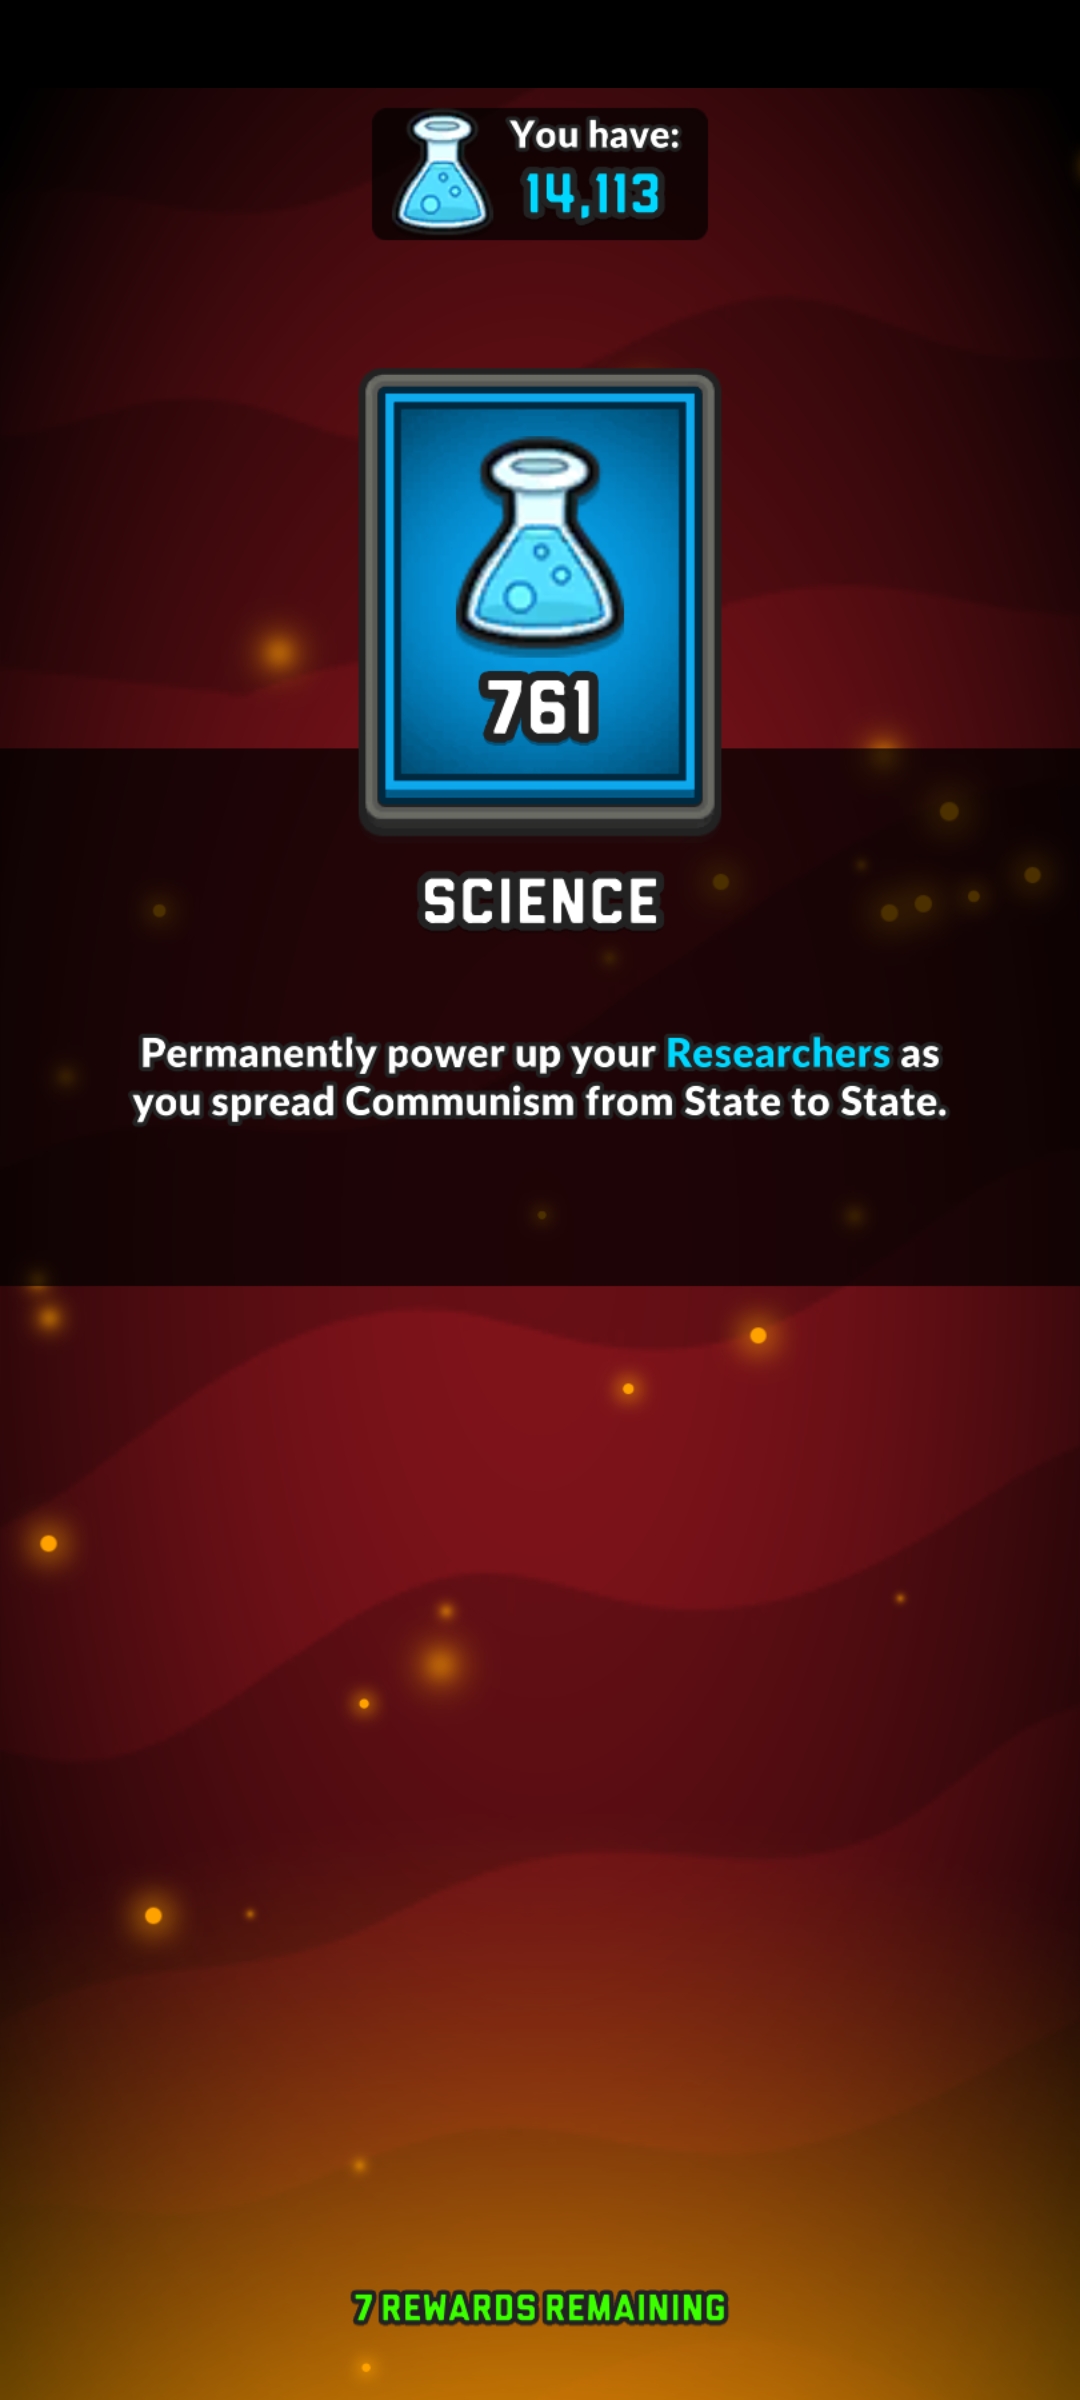 You have:
14,113
761
SCIENCE
Permanently power up your Researchers as
you spread Communism from State to State.
7 REWARDS REMAINING